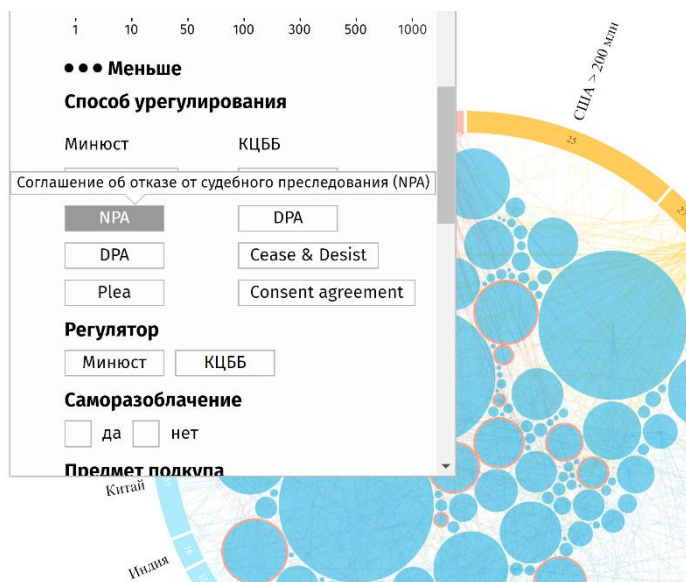 1 10 50 100 300 500 1000
●●● Меньше
Способ урегулирования
Минюст КЦББ
Соглашение об отказе от судебного преследования (NPA)
NPA DPA
DPA Cease & Desist
Plea Consent agreement
Регулятор
Минюст КЦББ
Саморазоблачение
да нет
Предмет подкупа
США > 200 млн
25
Китай
Индия
16